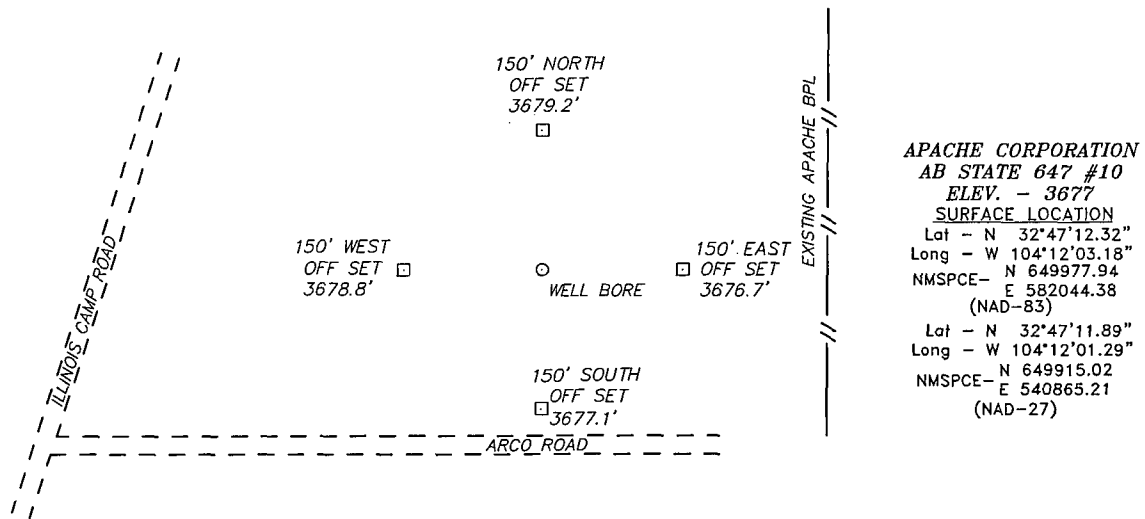 150' NORTH
OFF SET
3679.2'
EXISTING APACHE BPL
ILLINOIS CAMP ROAD
150' WEST
OFF SET
3678.8'
WELL BORE
150' EAST
OFF SET
3676.7'
150' SOUTH
OFF SET
3677.1'
ARCO ROAD
APACHE CORPORATION
AB STATE 647 #10
ELEV. - 3677
SURFACE LOCATION
Lat - N 32°47'12.32"
Long - W 104°12'03.18"
NMSPCE- N 649977.94
E 582044.38
(NAD-83)
Lat - N 32°47'11.89"
Long - W 104°12'01.29"
NMSPCE- N 649915.02
E 540865.21
(NAD-27)